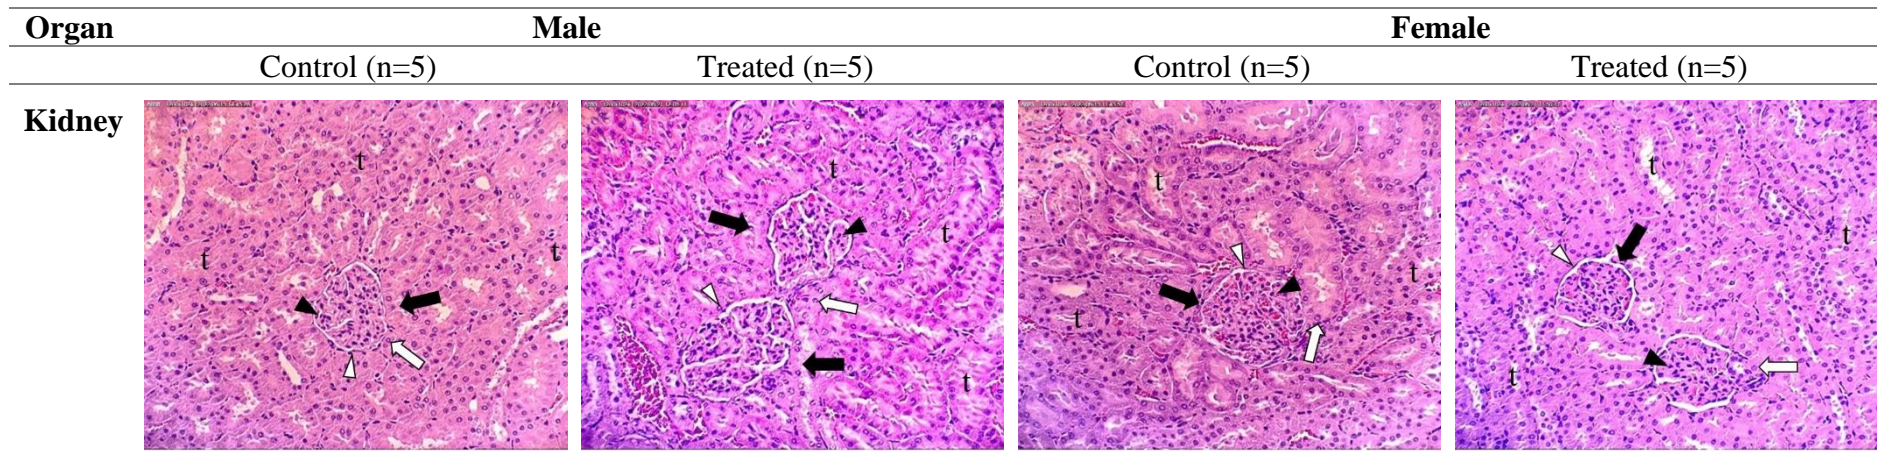 Organ Male Female
Control (n=5) Treated (n=5) Control (n=5) Treated (n=5)
Kidney
t t t t
t t t
t t
t t
t t